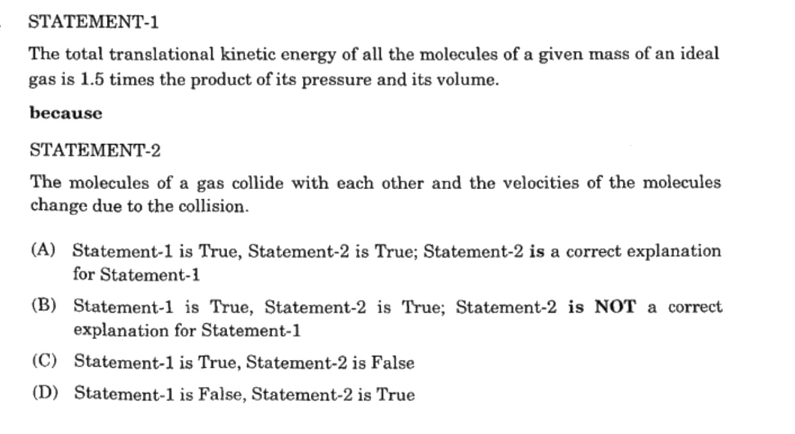 STATEMENT-1
The total translational kinetic energy of all the molecules of a given mass of an ideal
gas is 1.5 times the product of its pressure and its volume.
because
STATEMENT-2
The molecules of a gas collide with each other and the velocities of the molecules
change due to the collision.
(A) Statement-1 is True, Statement-2 is True; Statement-2 is a correct explanation
for Statement-1
(B) Statement-1 is True, Statement-2 is True; Statement-2 is NOT a correct
explanation for Statement-1
(C) Statement-1 is True, Statement-2 is False
(D) Statement-1 is False, Statement-2 is True